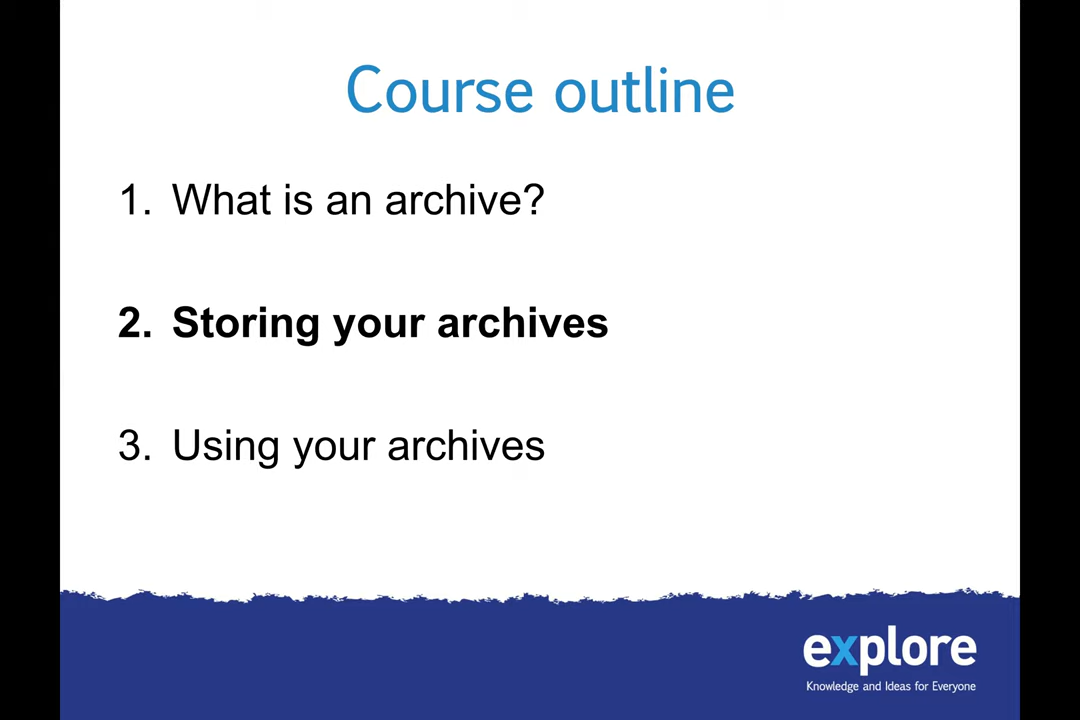 Course outline
1. What is an archive?
2. Storing your archives
3. Using your archives
explore
Knowledge and Ideas for Everyone